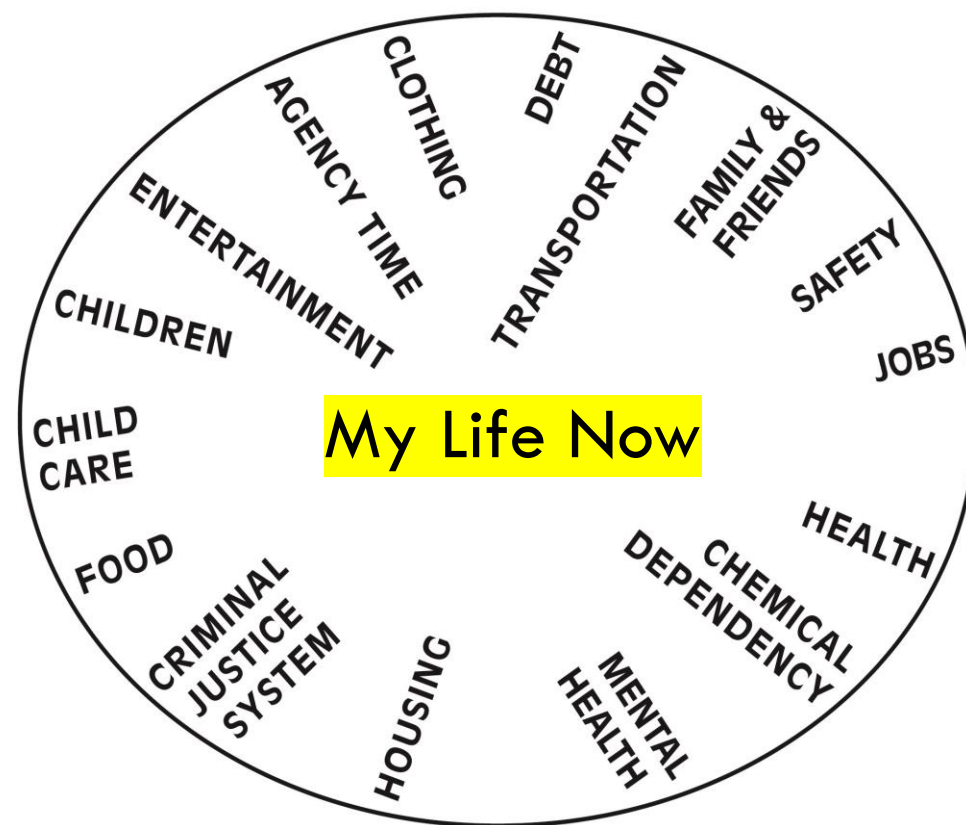 CLOTHING
DEBT
TRANSPORTATION
FAMILY &
FRIENDS
SAFETY
JOBS
HEALTH
CHEMICAL
DEPENDENCY
MENTAL
HEALTH
HOUSING
CRIMINAL
JUSTICE
SYSTEM
FOOD
CHILD
CARE
CHILDREN
ENTERTAINMENT
AGENCY TIME
My Life Now